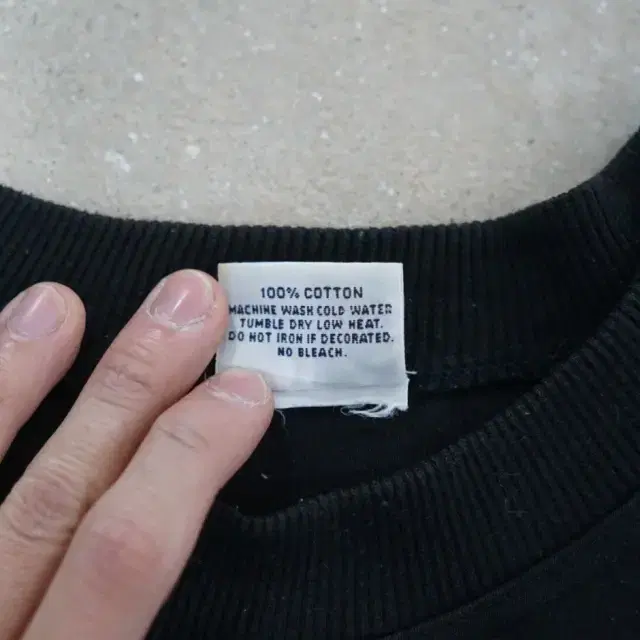 100% COTTON
MACHINE WASH COLD WATER
TUMBLE DRY LOW HEAT.
DO NOT IRON IF DECORATED.
NO BLEACH.